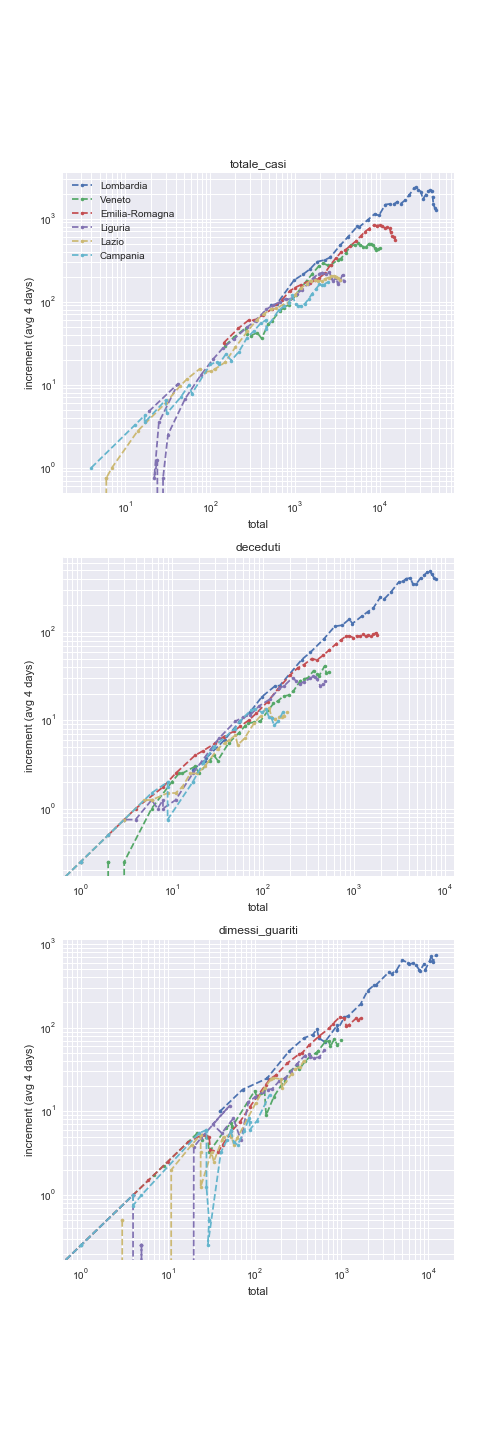 totale_casi
Lombardia
Veneto
Emilia-Romagna
Liguria
Lazio
Campania
increment (avg 4 days)
10³
10²
10¹
10⁰
10¹ 10² 10³ 10⁴
total
deceduti
increment (avg 4 days)
10²
10¹
10⁰
10⁰ 10¹ 10² 10³ 10⁴
total
dimessi_guariti
increment (avg 4 days)
10³
10²
10¹
10⁰
10⁰ 10¹ 10² 10³ 10⁴
total